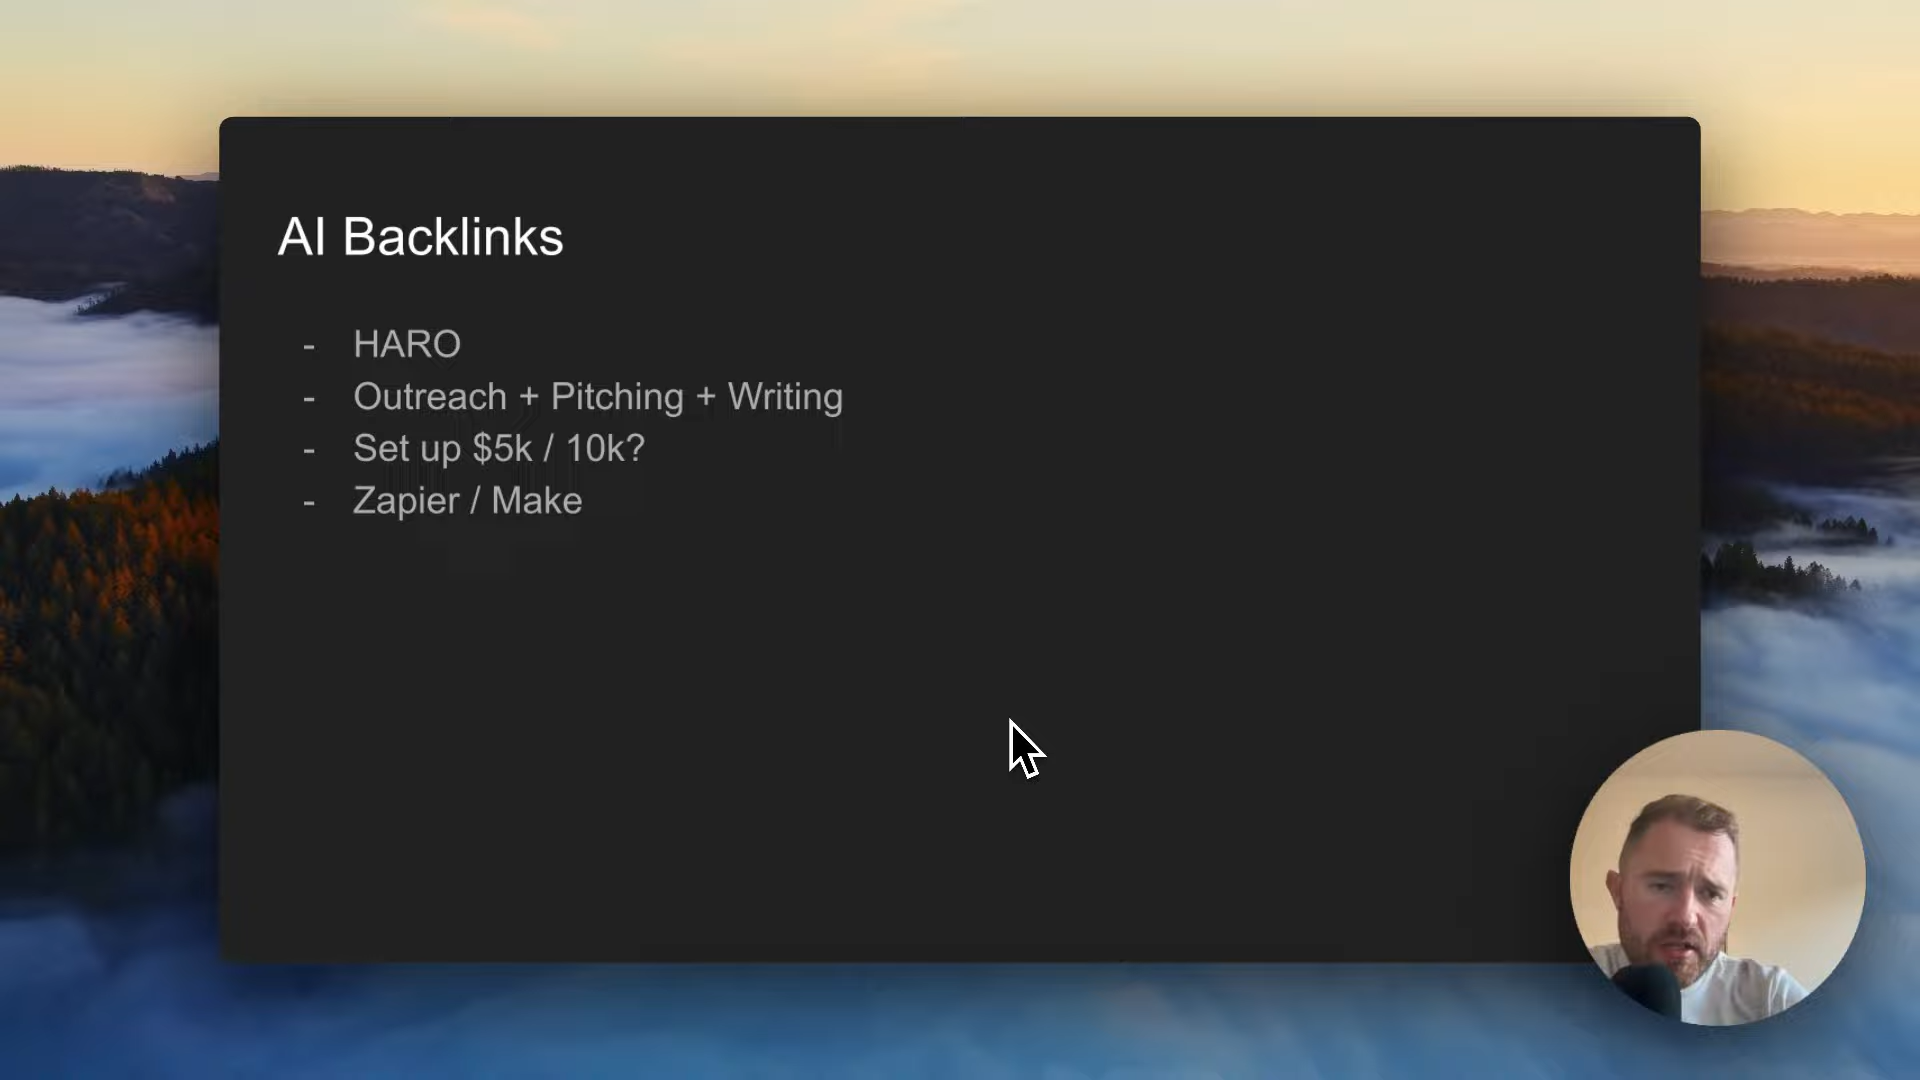 AI Backlinks
- HARO
- Outreach + Pitching + Writing
- Set up $5k / 10k?
- Zapier / Make